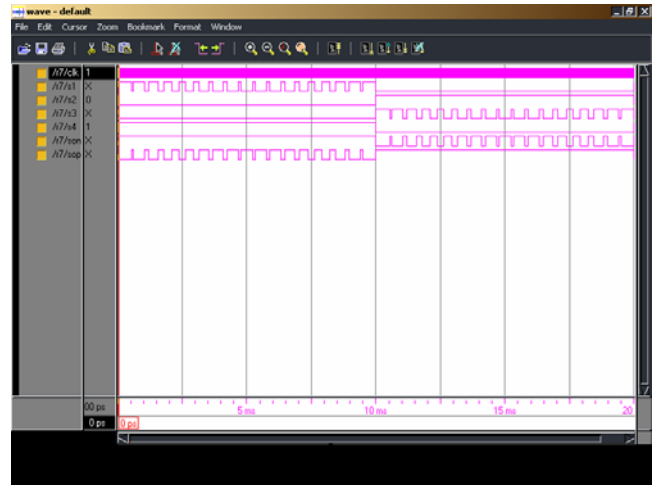 wave - default
File Edit Cursor Zoom Bookmark Format Window
/i7/clk 1
/i7/s1 X
/i7/s2 0
/i7/s3 X
/i7/s4 1
/i7/son X
/i7/sop X
00 ps
5 ms 10 ms 15 ms 20
0 ps 0 ps